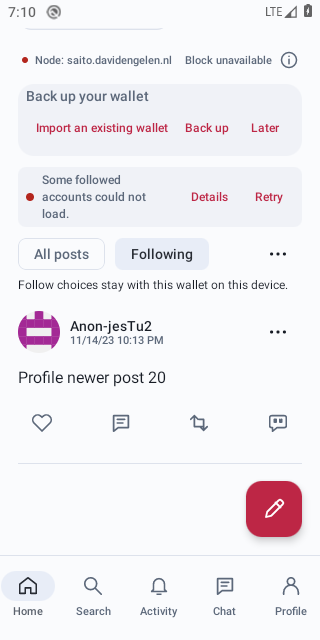 7:10
LTE
Node: saito.davidengelen.nl Block unavailable
Back up your wallet
Import an existing wallet Back up Later
Some followed
accounts could not
load.
Details Retry
All posts Following
Follow choices stay with this wallet on this device.
Anon-jesTu2
11/14/23 10:13 PM
Profile newer post 20
Home Search Activity Chat Profile